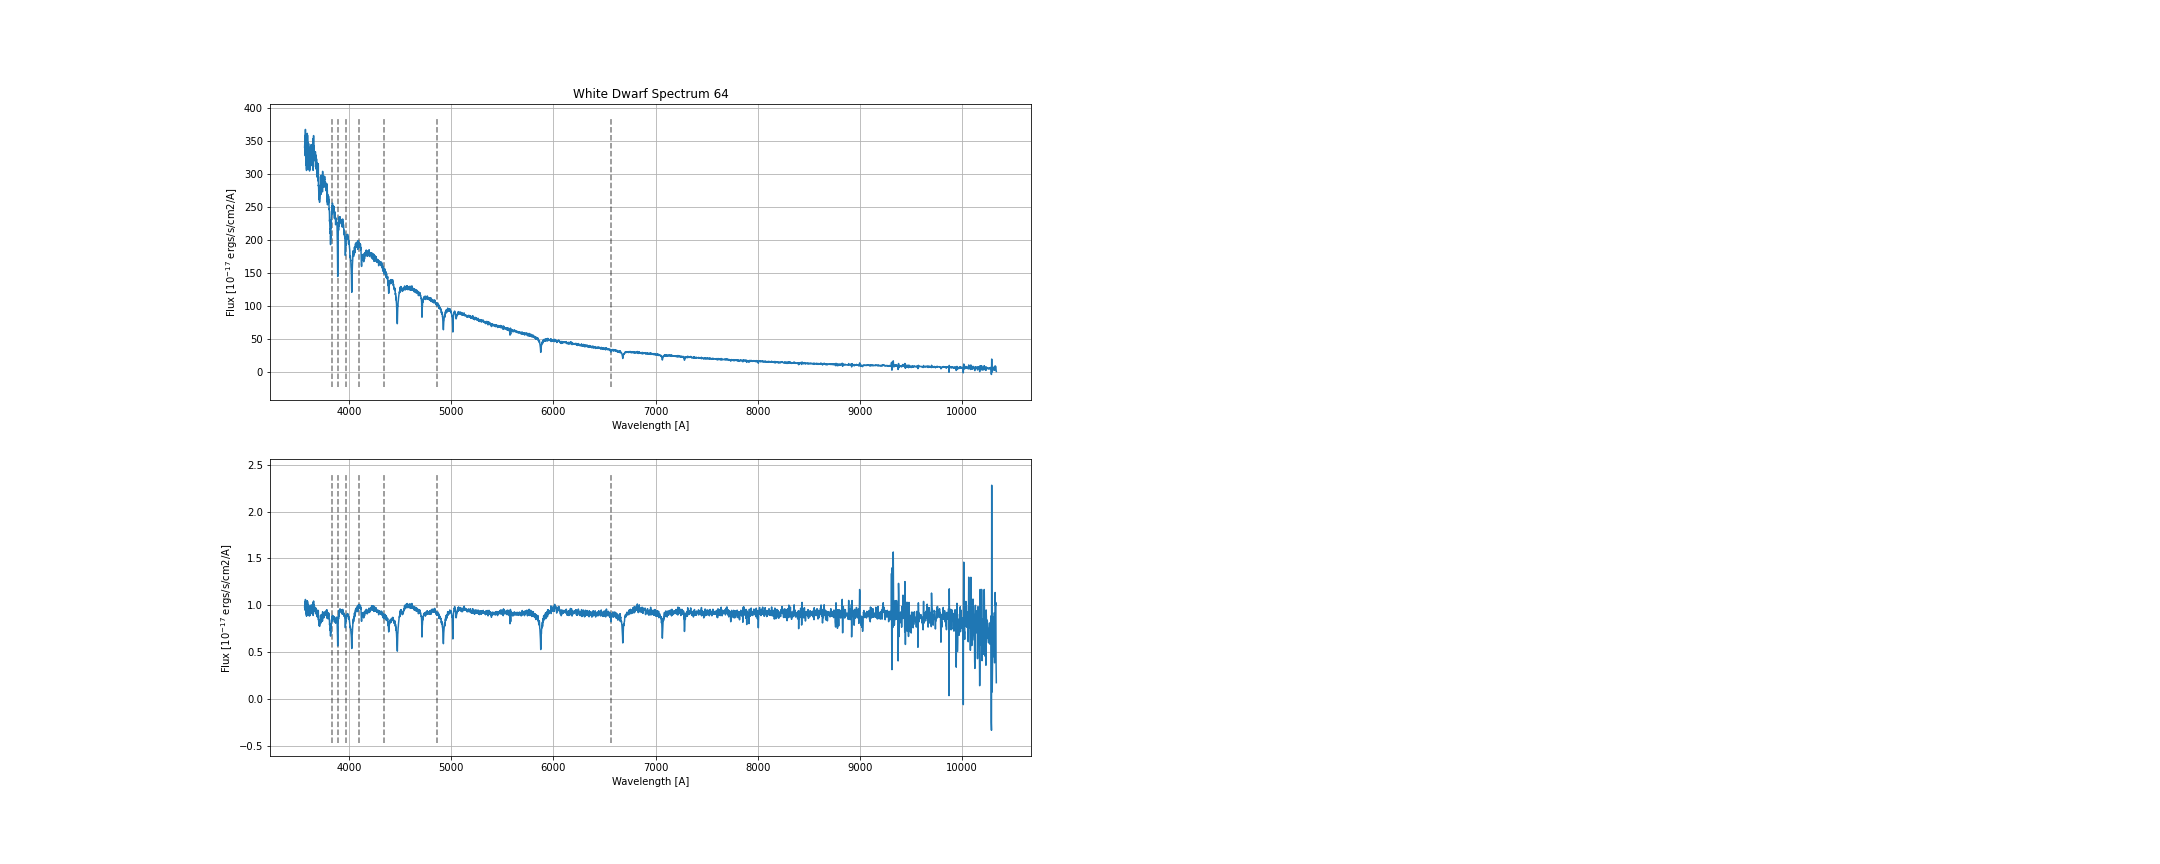 White Dwarf Spectrum 64
400
350
300
250
200
150
100
50
0
Flux [10⁻¹⁷ ergs/s/cm2/A]
4000 5000 6000 7000 8000 9000 10000
Wavelength [A]
2.5
2.0
1.5
1.0
0.5
0.0
−0.5
Flux [10⁻¹⁷ ergs/s/cm2/A]
4000 5000 6000 7000 8000 9000 10000
Wavelength [A]